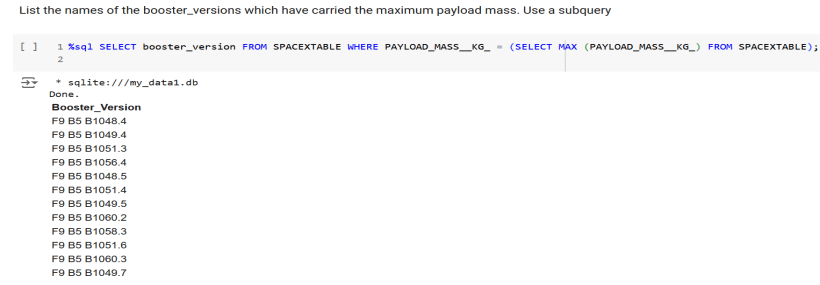 List the names of the booster_versions which have carried the maximum payload mass. Use a subquery
[ ] 1 %sql SELECT booster_version FROM SPACEXTABLE WHERE PAYLOAD_MASS__KG_ = (SELECT MAX (PAYLOAD_MASS__KG_) FROM SPACEXTABLE);
2
* sqlite:///my_data1.db
Done.
Booster_Version
F9 B5 B1048.4
F9 B5 B1049.4
F9 B5 B1051.3
F9 B5 B1056.4
F9 B5 B1048.5
F9 B5 B1051.4
F9 B5 B1049.5
F9 B5 B1060.2
F9 B5 B1058.3
F9 B5 B1051.6
F9 B5 B1060.3
F9 B5 B1049.7